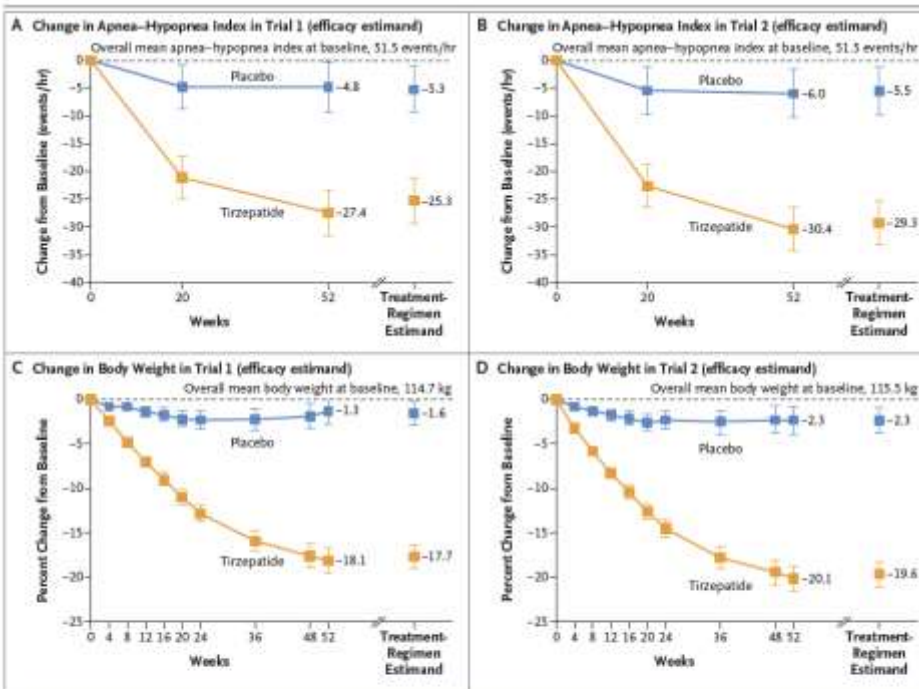 A Change in Apnea–Hypopnea Index in Trial 1 (efficacy estimand)
Overall mean apnea–hypopnea index at baseline, 51.5 events/hr
Change from Baseline (events/hr)
0
−5
−10
−15
−20
−25
−30
−35
−40
Placebo
−4.8
−5.3
Tirzepatide
−27.4
−25.3
0 20 52
Weeks
Treatment-
Regimen
Estimand
B Change in Apnea–Hypopnea Index in Trial 2 (efficacy estimand)
Overall mean apnea–hypopnea index at baseline, 51.5 events/hr
Change from Baseline (events/hr)
0
−5
−10
−15
−20
−25
−30
−35
−40
−6.0
−5.5
Placebo
Tirzepatide
−30.4
−29.3
0 20 52
Weeks
Treatment-
Regimen
Estimand
C Change in Body Weight in Trial 1 (efficacy estimand)
Overall mean body weight at baseline, 114.7 kg
Percent Change from Baseline
0
−5
−10
−15
−20
−25
−1.3
−1.6
Placebo
Tirzepatide
−18.1
−17.7
0 4 8 12 16 20 24 36 48 52
Weeks
Treatment-
Regimen
Estimand
D Change in Body Weight in Trial 2 (efficacy estimand)
Overall mean body weight at baseline, 115.5 kg
Percent Change from Baseline
0
−5
−10
−15
−20
−25
−2.3
−2.3
Placebo
Tirzepatide
−20.1
−19.6
0 4 8 12 16 20 24 36 48 52
Weeks
Treatment-
Regimen
Estimand